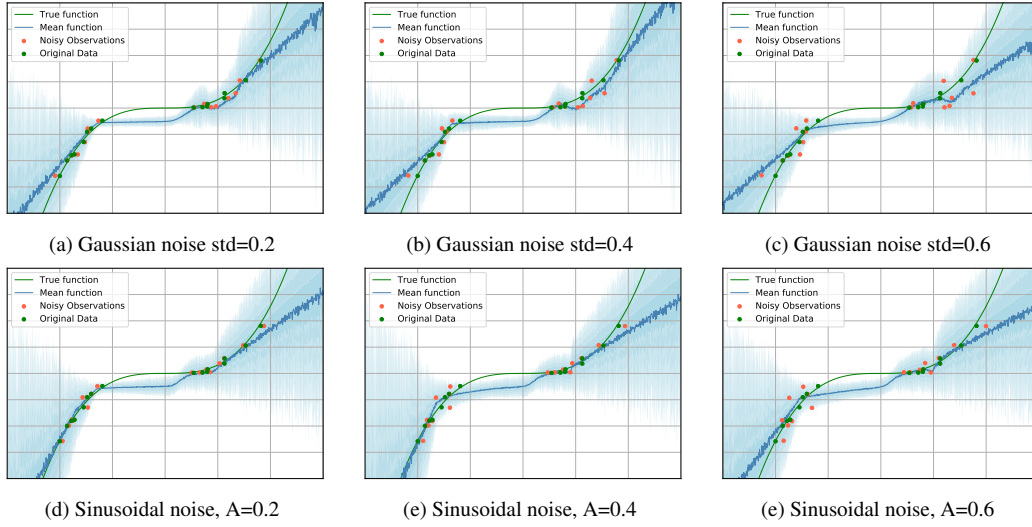 True function
Mean function
Noisy Observations
Original Data
True function
Mean function
Noisy Observations
Original Data
True function
Mean function
Noisy Observations
Original Data
(a) Gaussian noise std=0.2
(b) Gaussian noise std=0.4
(c) Gaussian noise std=0.6
True function
Mean function
Noisy Observations
Original Data
True function
Mean function
Noisy Observations
Original Data
True function
Mean function
Noisy Observations
Original Data
(d) Sinusoidal noise, A=0.2
(e) Sinusoidal noise, A=0.4
(e) Sinusoidal noise, A=0.6